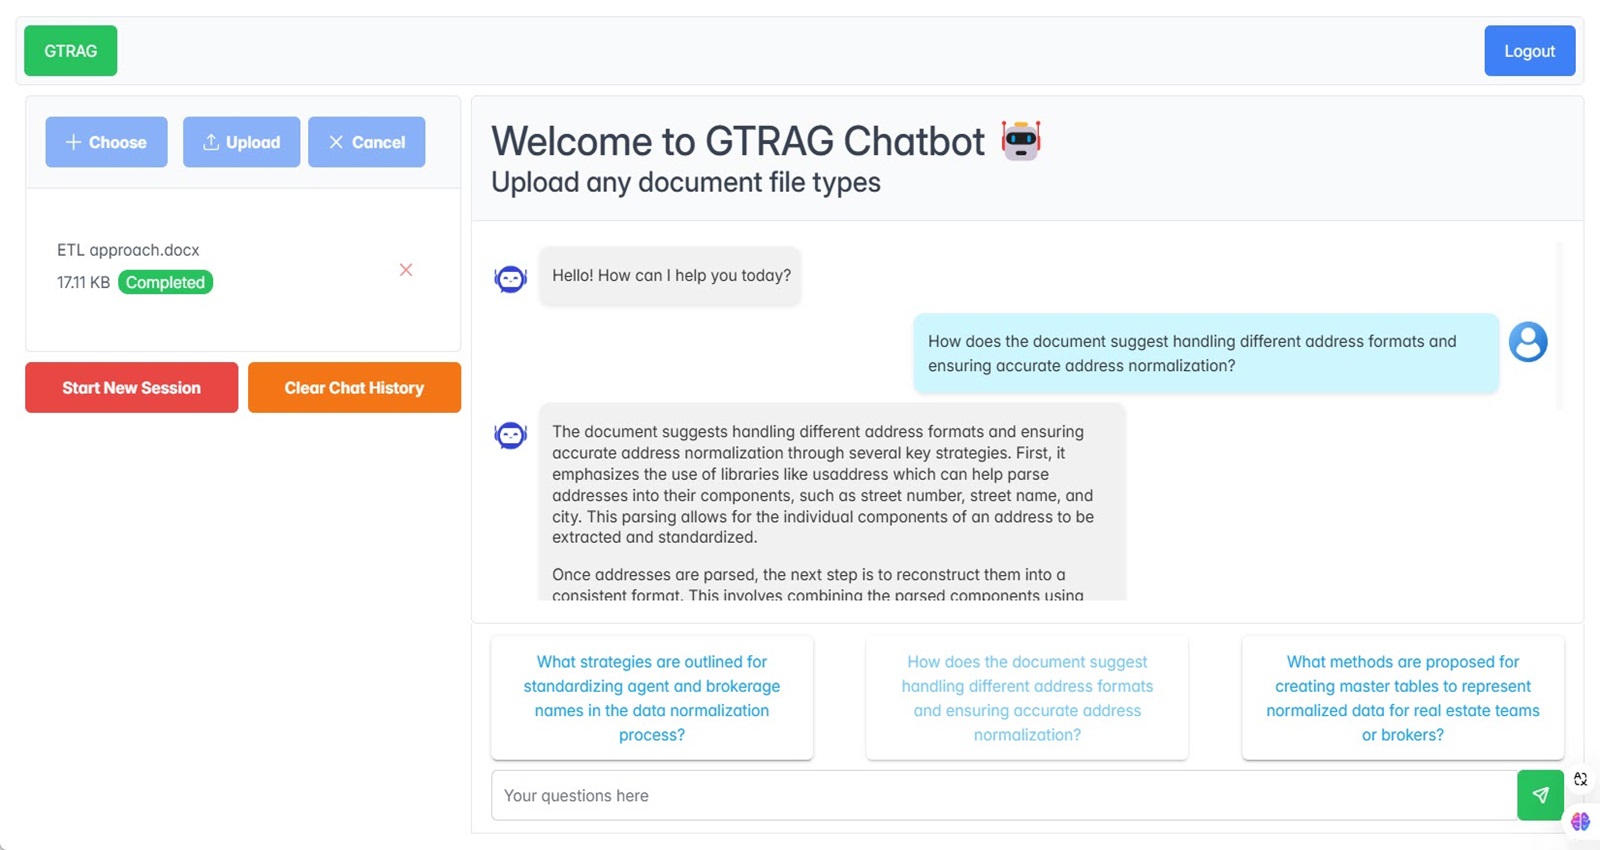 GTRAG
Logout
Choose
Upload
Cancel
ETL approach.docx
17.11 KB Completed
Start New Session
Clear Chat History
Welcome to GTRAG Chatbot
Upload any document file types
Hello! How can I help you today?
How does the document suggest handling different address formats and
ensuring accurate address normalization?
The document suggests handling different address formats and ensuring
accurate address normalization through several key strategies. First, it
emphasizes the use of libraries like usaddress which can help parse
addresses into their components, such as street number, street name, and
city. This parsing allows for the individual components of an address to be
extracted and standardized.
Once addresses are parsed, the next step is to reconstruct them into a
consistent format. This involves combining the parsed components using
What strategies are outlined for
standardizing agent and brokerage
names in the data normalization
process?
How does the document suggest
handling different address formats
and ensuring accurate address
normalization?
What methods are proposed for
creating master tables to represent
normalized data for real estate teams
or brokers?
Your questions here